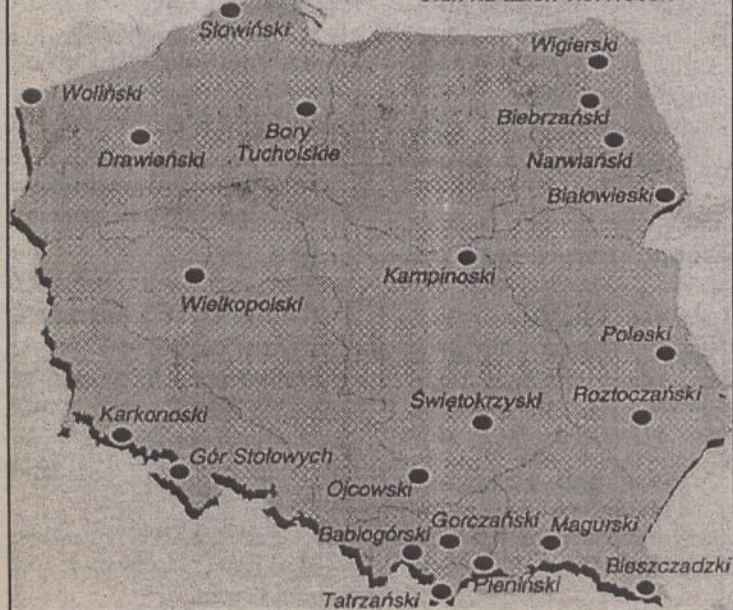 Słowiński
Wigierski
Woliński
Biebrzański
Bory
Tucholskie
Drawieński
Narwiański
Białowieski
Kampinoski
Wielkopolski
Poleski
Świętokrzyski
Roztoczański
Karkonoski
Gór Stołowych
Ojcowski
Gorczański
Magurski
Babiogórski
Pieniński
Bieszczadzki
Tatrzański